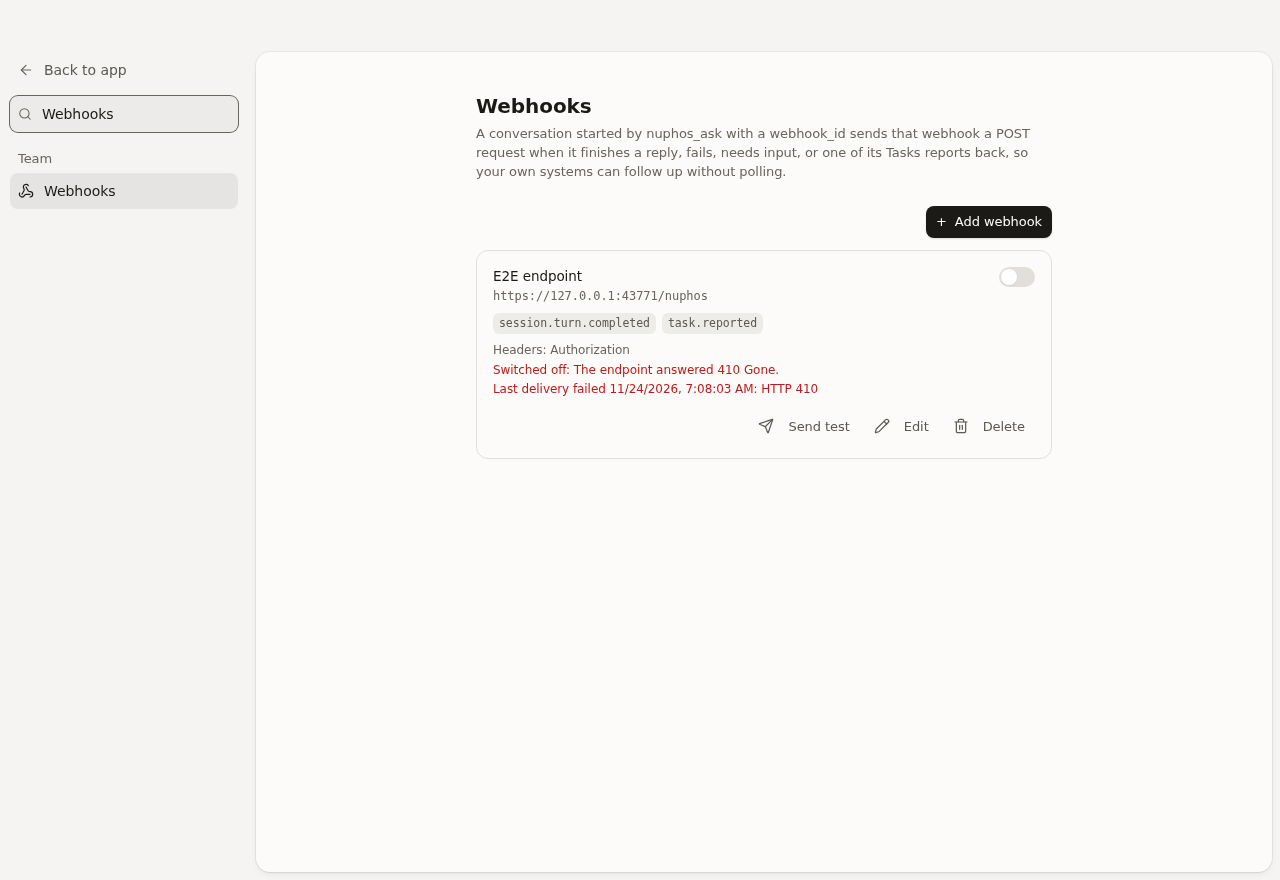 Back to app
Webhooks
Team
Webhooks
Webhooks
A conversation started by nuphos_ask with a webhook_id sends that webhook a POST
request when it finishes a reply, fails, needs input, or one of its Tasks reports back, so
your own systems can follow up without polling.
+ Add webhook
E2E endpoint
https://127.0.0.1:43771/nuphos
session.turn.completed task.reported
Headers: Authorization
Switched off: The endpoint answered 410 Gone.
Last delivery failed 11/24/2026, 7:08:03 AM: HTTP 410
Send test Edit Delete